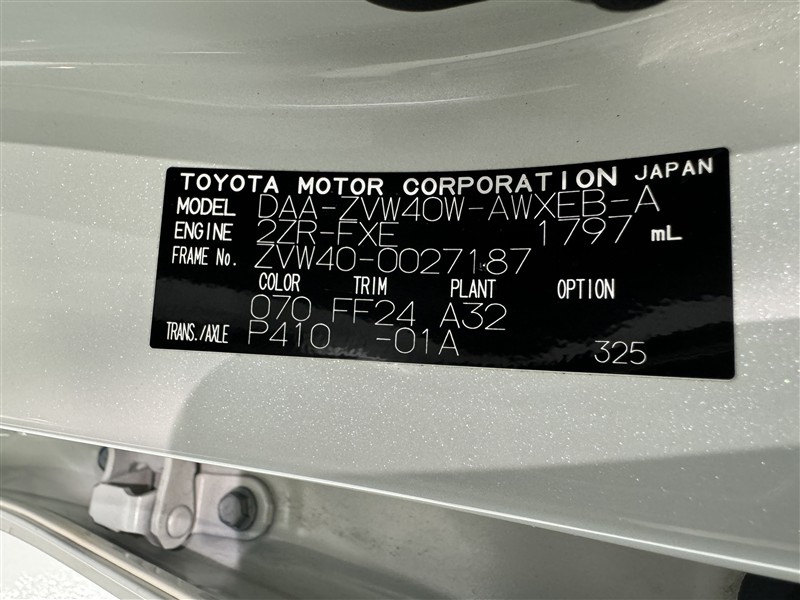 TOYOTA MOTOR CORPORATION JAPAN
MODEL DAA-ZVW40W-AWXEB-A
ENGINE 2ZR-FXE 1797 mL
FRAME No. ZVW40-0027187
COLOR TRIM PLANT OPTION
070 FF24 A32
TRANS./AXLE P410 -01A 325